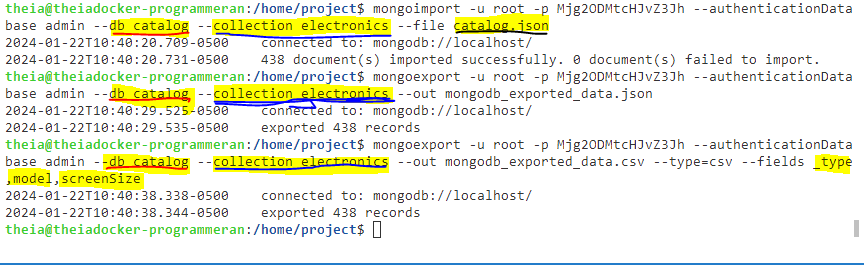 theia@theiadocker-programmeran:/home/project$ mongoimport -u root -p Mjg2ODMtcHJvZ3Jh --authenticationData
base admin --db catalog --collection electronics --file catalog.json
2024-01-22T10:40:20.709-0500    connected to: mongodb://localhost/
2024-01-22T10:40:20.731-0500    438 document(s) imported successfully. 0 document(s) failed to import.
theia@theiadocker-programmeran:/home/project$ mongoexport -u root -p Mjg2ODMtcHJvZ3Jh --authenticationData
base admin --db catalog --collection electronics --out mongodb_exported_data.json
2024-01-22T10:40:29.525-0500    connected to: mongodb://localhost/
2024-01-22T10:40:29.535-0500    exported 438 records
theia@theiadocker-programmeran:/home/project$ mongoexport -u root -p Mjg2ODMtcHJvZ3Jh --authenticationData
base admin --db catalog --collection electronics --out mongodb_exported_data.csv --type=csv --fields _type
,model,screenSize
2024-01-22T10:40:38.338-0500    connected to: mongodb://localhost/
2024-01-22T10:40:38.344-0500    exported 438 records
theia@theiadocker-programmeran:/home/project$